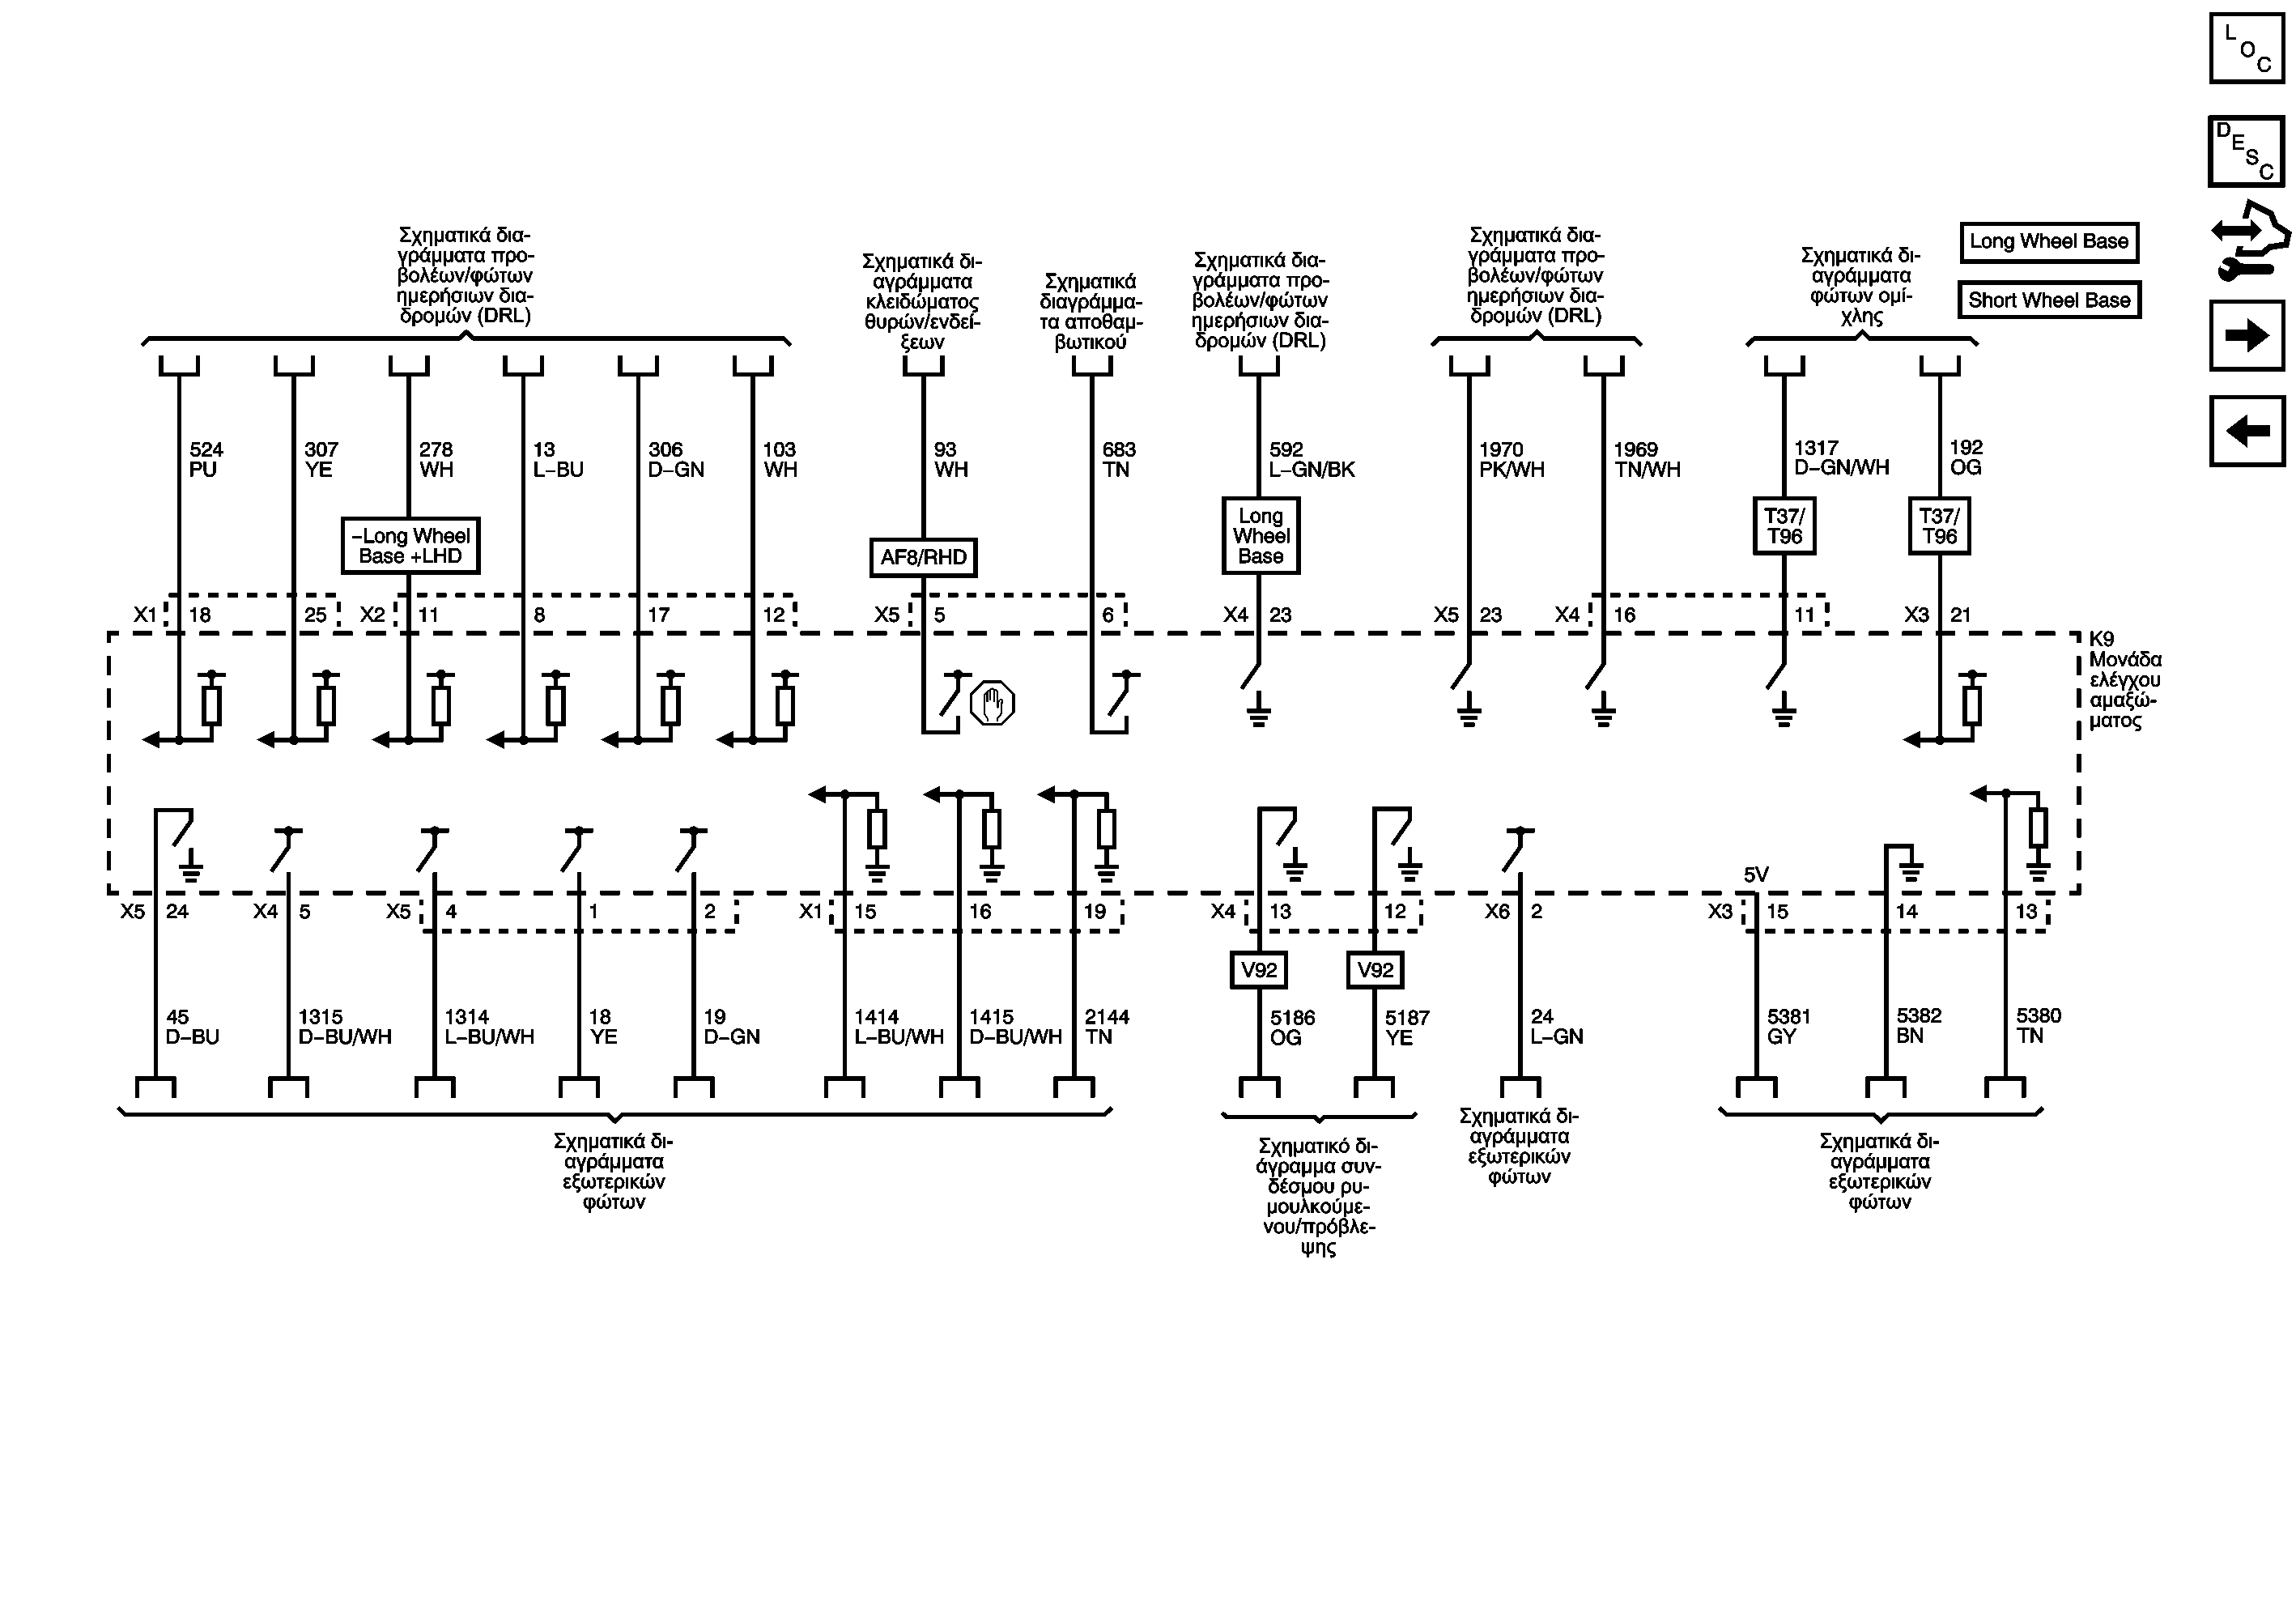 L
O
C
D
E
S
C
Long Wheel Base
Short Wheel Base
Σχηματικά δια-
γράμματα προ-
βολέων/φώτων
ημερήσιων δια-
δρομών (DRL)
Σχηματικά δι-
αγράμματα
κλειδώματος
θυρών/ενδεί-
ξεων
Σχηματικά
διαγράμμα-
τα αποθαμ-
βωτικού
Σχηματικά δια-
γράμματα προ-
βολέων/φώτων
ημερήσιων δια-
δρομών (DRL)
Σχηματικά δια-
γράμματα προ-
βολέων/φώτων
ημερήσιων δια-
δρομών (DRL)
Σχηματικά δι-
αγράμματα
φώτων ομί-
χλης
524
PU
307
YE
278
WH
13
L-BU
306
D-GN
103
WH
93
WH
683
TN
592
L-GN/BK
1970
PK/WH
1969
TN/WH
1317
D-GN/WH
192
OG
-Long Wheel
Base +LHD
AF8/RHD
Long
Wheel
Base
T37/
T96
T37/
T96
X1 18 25 X2 11 8 17 12 X5 5 6 X4 23 X5 23 X4 16 11 X3 21
K9
Μονάδα
ελέγχου
αμαξώ-
ματος
5V
X5 24 X4 5 X5 4 1 2 X1 15 16 19 X4 13 12 X6 2 X3 15 14 13
V92
V92
45
D-BU
1315
D-BU/WH
1314
L-BU/WH
18
YE
19
D-GN
1414
L-BU/WH
1415
D-BU/WH
2144
TN
5186
OG
5187
YE
24
L-GN
5381
GY
5382
BN
5380
TN
Σχηματικά δι-
αγράμματα
εξωτερικών
φώτων
Σχηματικό δι-
άγραμμα συν-
δέσμου ρυ-
μουλκούμε-
νου/πρόβλε-
ψης
Σχηματικά δι-
αγράμματα
εξωτερικών
φώτων
Σχηματικά δι-
αγράμματα
εξωτερικών
φώτων